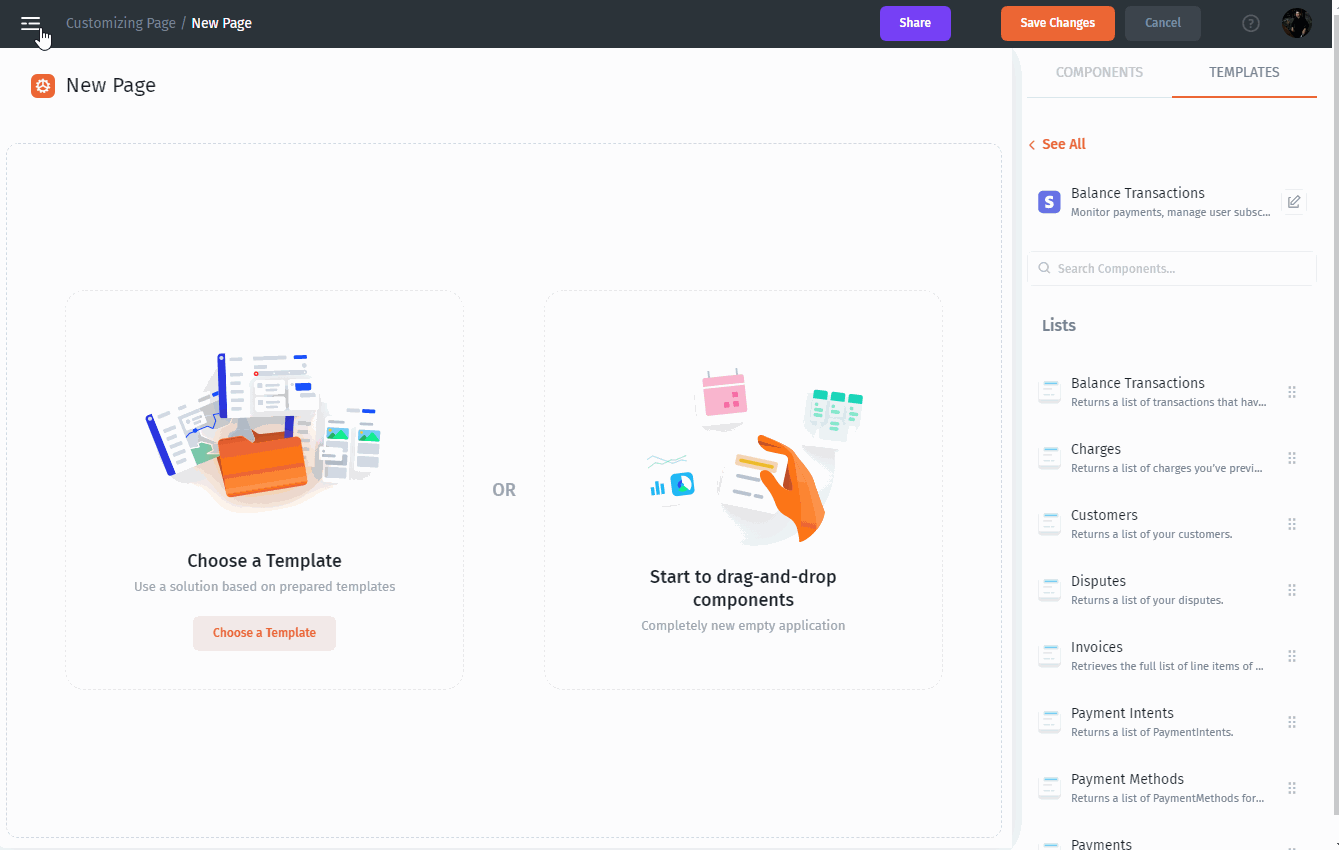 Customizing Page / New Page
Share
Save Changes
Cancel
?
New Page
COMPONENTS
TEMPLATES
See All
S
Balance Transactions
Monitor payments, manage user subsc...
Search Components...
Lists
Balance Transactions
Returns a list of transactions that hav...
Charges
Returns a list of charges you've previ...
Customers
Returns a list of your customers.
Disputes
Returns a list of your disputes.
Invoices
Retrieves the full list of line items of ...
Payment Intents
Returns a list of PaymentIntents.
Payment Methods
Returns a list of PaymentMethods for...
Payments
Choose a Template
Use a solution based on prepared templates
Choose a Template
OR
Start to drag-and-drop
components
Completely new empty application